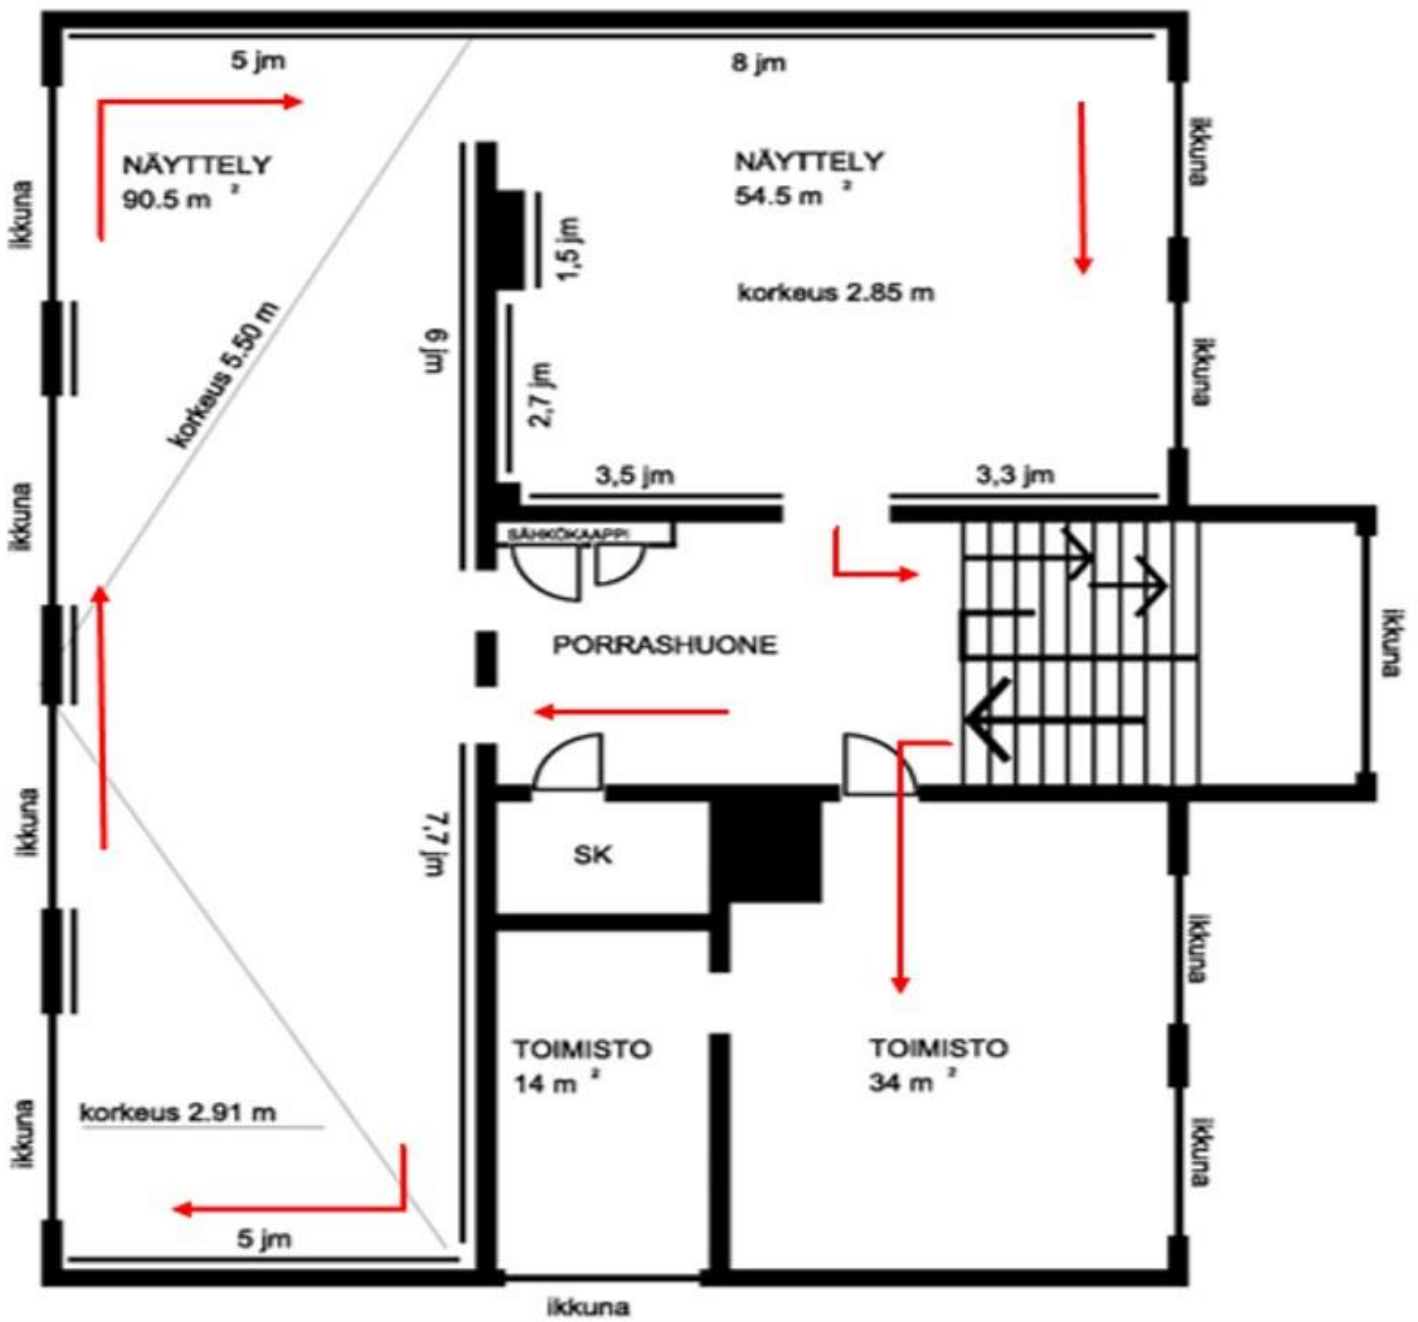 5 jm
8 jm
NÄYTTELY
90.5 m ²
NÄYTTELY
54.5 m ²
ikkuna
ikkuna
1,5 jm
korkeus 2.85 m
korkeus 5.50 m
6 jm
2,7 jm
ikkuna
3,5 jm
3,3 jm
ikkuna
SÄHKÖKAAPPI
PORRASHUONE
ikkuna
ikkuna
7,7 jm
SK
ikkuna
TOIMISTO
14 m ²
TOIMISTO
34 m ²
korkeus 2.91 m
ikkuna
ikkuna
5 jm
ikkuna